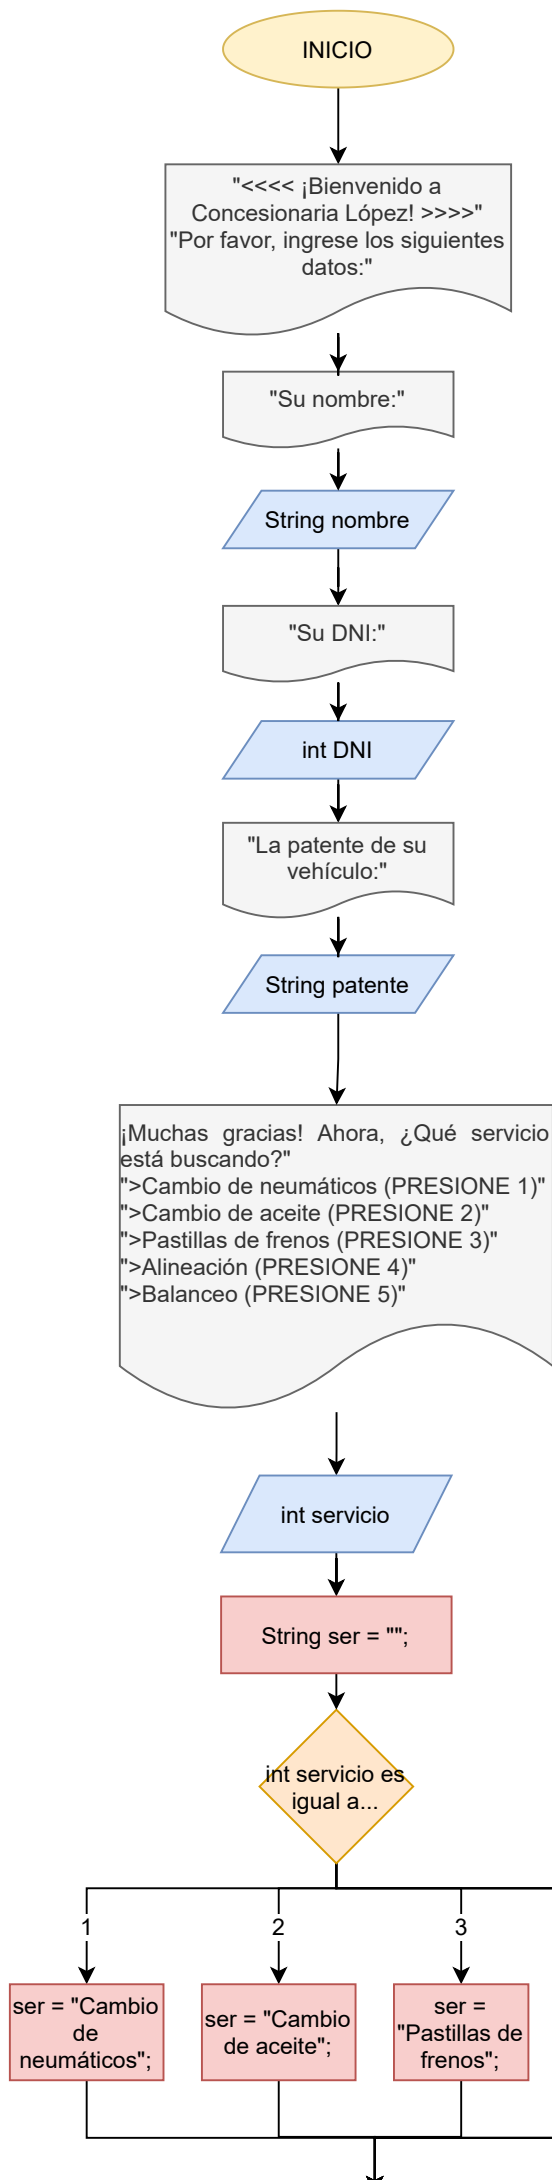 INICIO
"<<<< ¡Bienvenido a
Concesionaria López! >>>>"
"Por favor, ingrese los siguientes
datos:"
"Su nombre:"
String nombre
"Su DNI:"
int DNI
"La patente de su
vehículo:"
String patente
¡Muchas gracias! Ahora, ¿Qué servicio
está buscando?"
">Cambio de neumáticos (PRESIONE 1)"
">Cambio de aceite (PRESIONE 2)"
">Pastillas de frenos (PRESIONE 3)"
">Alineación (PRESIONE 4)"
">Balanceo (PRESIONE 5)"
int servicio
String ser = "";
int servicio es
igual a...
1
2
3
ser = "Cambio
de
neumáticos";
ser = "Cambio
de aceite";
ser =
"Pastillas de
frenos";